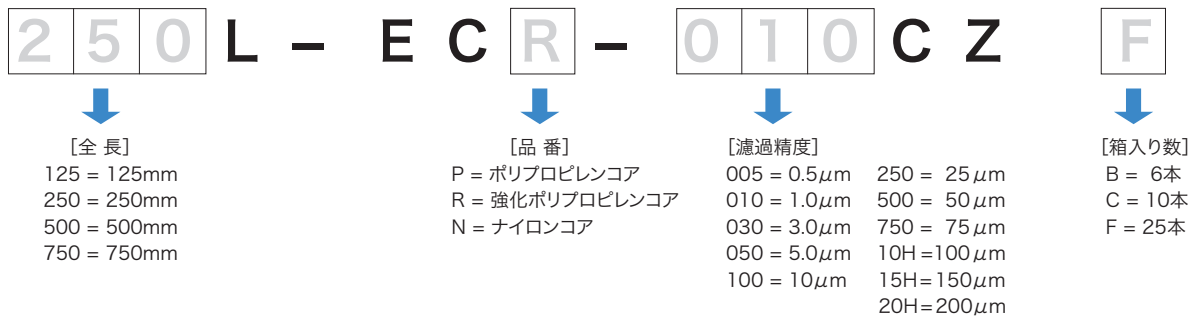 250L－ ECR－010CZ F
[全 長]
125 = 125mm
250 = 250mm
500 = 500mm
750 = 750mm
[品 番]
P = ポリプロピレンコア
R = 強化ポリプロピレンコア
N = ナイロンコア
[濾過精度]
005 = 0.5μm
010 = 1.0μm
030 = 3.0μm
050 = 5.0μm
100 = 10μm
250 = 25μm
500 = 50μm
750 = 75μm
10H=100μm
15H=150μm
20H=200μm
[箱入り数]
B = 6本
C = 10本
F = 25本